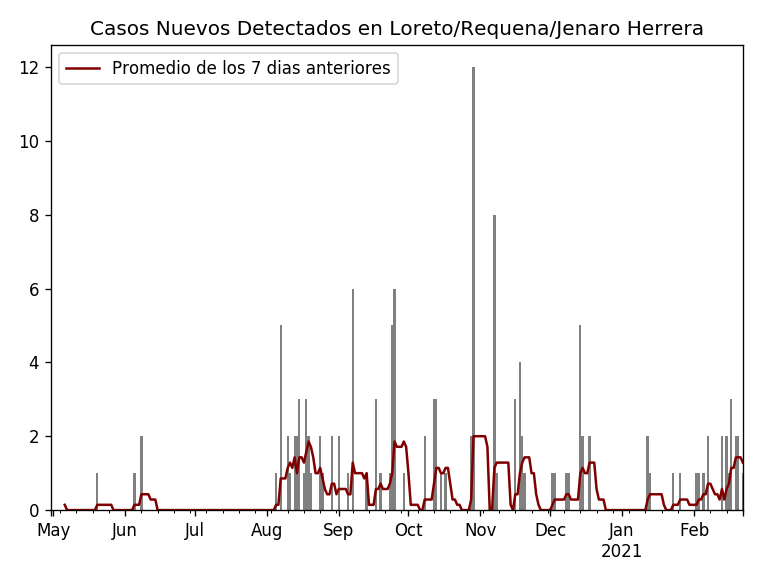 Casos Nuevos Detectados en Loreto/Requena/Jenaro Herrera
Promedio de los 7 dias anteriores
12
10
8
6
4
2
0
May Jun Jul Aug Sep Oct Nov Dec Jan Feb
2021